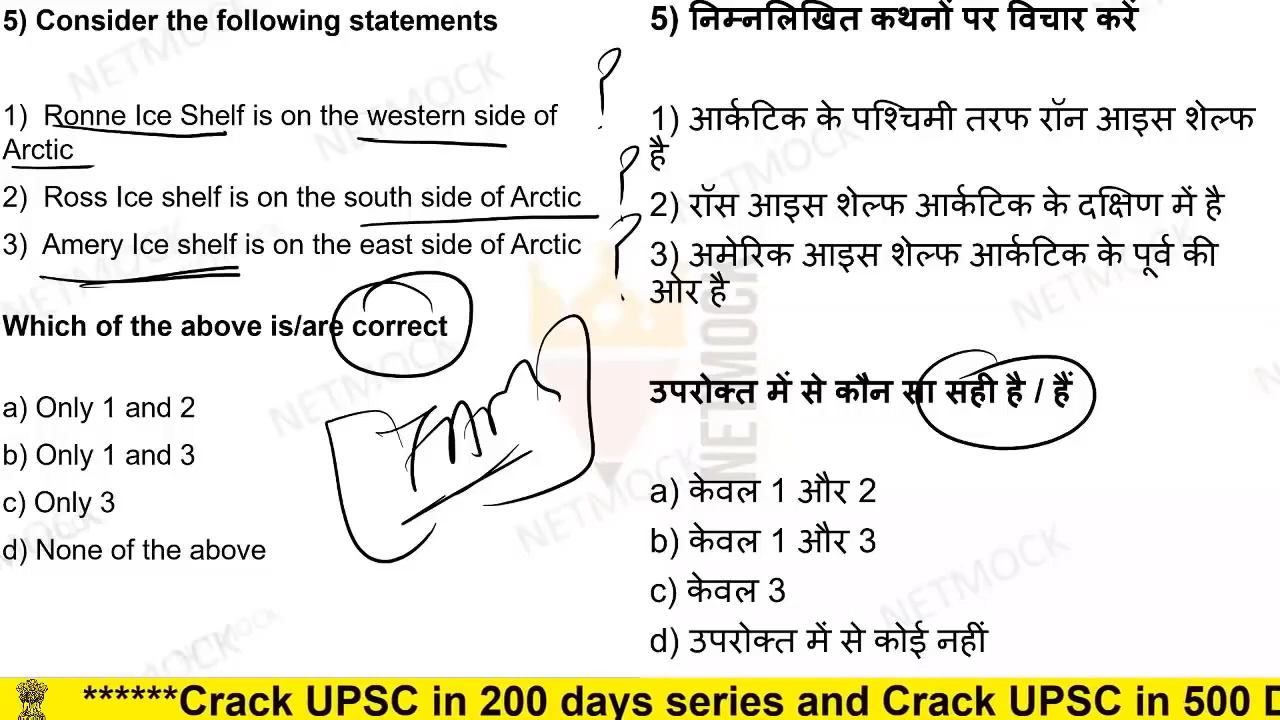 5) Consider the following statements
1) Ronne Ice Shelf is on the western side of
Arctic
2) Ross Ice shelf is on the south side of Arctic
3) Amery Ice shelf is on the east side of Arctic
Which of the above is/are correct
a) Only 1 and 2
b) Only 1 and 3
c) Only 3
d) None of the above
5) निम्नलिखित कथनों पर विचार करें
1) आर्कटिक के पश्चिमी तरफ रॉन आइस शेल्फ
है
2) रॉस आइस शेल्फ आर्कटिक के दक्षिण में है
3) अमेरिक आइस शेल्फ आर्कटिक के पूर्व की
ओर है
उपरोक्त में से कौन सा सही है / हैं
a) केवल 1 और 2
b) केवल 1 और 3
c) केवल 3
d) उपरोक्त में से कोई नहीं
NETMOCK
******Crack UPSC in 200 days series and Crack UPSC in 500 D